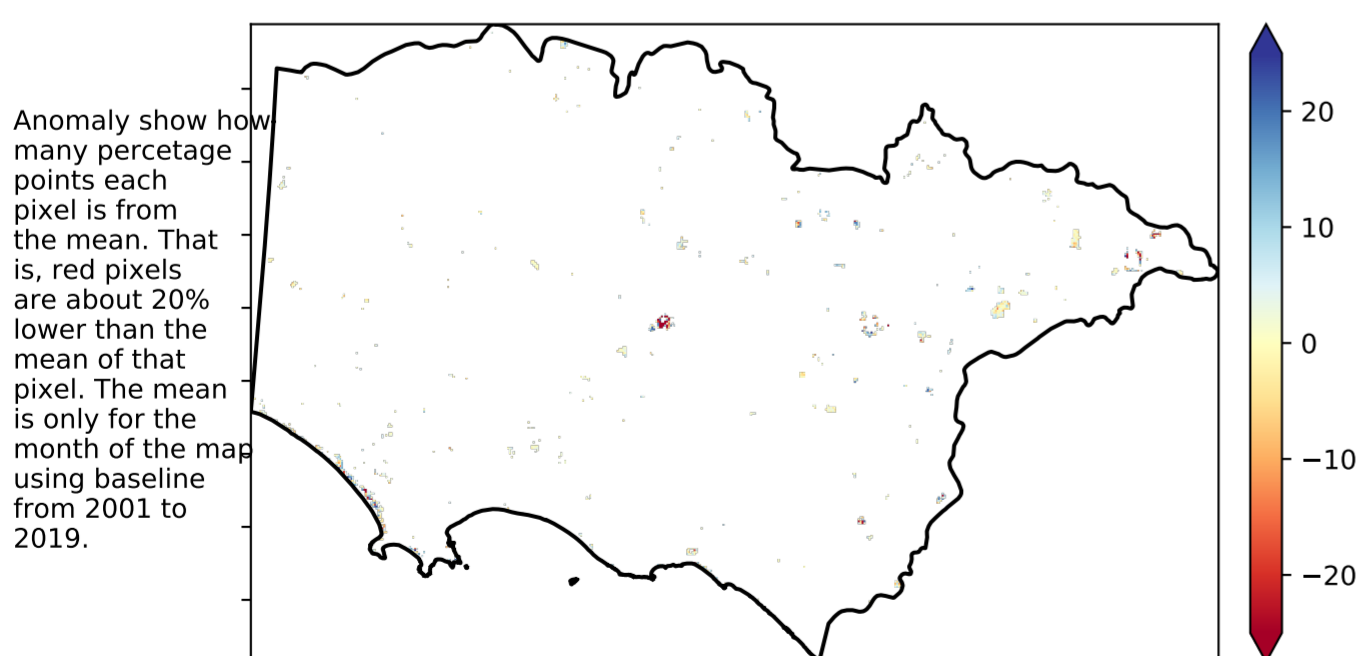 Anomaly show how
many percetage
points each
pixel is from
the mean. That
is, red pixels
are about 20%
lower than the
mean of that
pixel. The mean
is only for the
month of the map
using baseline
from 2001 to
2019.
20
10
0
−10
−20